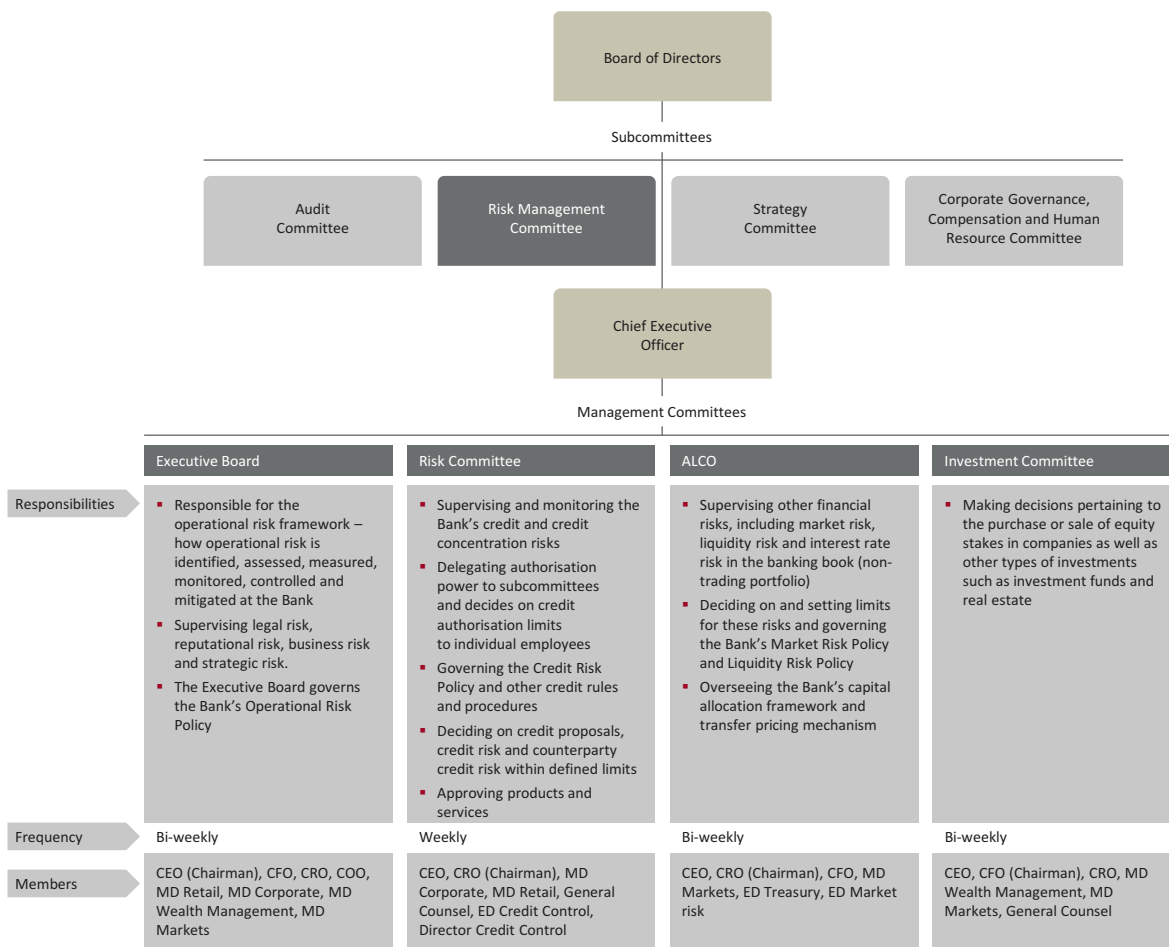 Board of Directors
Subcommittees
Audit
Committee
Risk Management
Committee
Strategy
Committee
Corporate Governance,
Compensation and Human
Resource Committee
Chief Executive
Officer
Management Committees
Executive Board
Risk Committee
ALCO
Investment Committee
Responsibilities
▪ Responsible for the
operational risk framework –
how operational risk is
identified, assessed, measured,
monitored, controlled and
mitigated at the Bank
▪ Supervising legal risk,
reputational risk, business risk
and strategic risk.
▪ The Executive Board governs
the Bank's Operational Risk
Policy
▪ Supervising and monitoring the
Bank's credit and credit
concentration risks
▪ Delegating authorisation
power to subcommittees
and decides on credit
authorisation limits
to individual employees
▪ Governing the Credit Risk
Policy and other credit rules
and procedures
▪ Deciding on credit proposals,
credit risk and counterparty
credit risk within defined limits
▪ Approving products and
services
▪ Supervising other financial
risks, including market risk,
liquidity risk and interest rate
risk in the banking book (non-
trading portfolio)
▪ Deciding on and setting limits
for these risks and governing
the Bank's Market Risk Policy
and Liquidity Risk Policy
▪ Overseeing the Bank's capital
allocation framework and
transfer pricing mechanism
▪ Making decisions pertaining to
the purchase or sale of equity
stakes in companies as well as
other types of investments
such as investment funds and
real estate
Frequency
Bi-weekly
Weekly
Bi-weekly
Bi-weekly
Members
CEO (Chairman), CFO, CRO, COO,
MD Retail, MD Corporate, MD
Wealth Management, MD
Markets
CEO, CRO (Chairman), MD
Corporate, MD Retail, General
Counsel, ED Credit Control,
Director Credit Control
CEO, CRO (Chairman), CFO, MD
Markets, ED Treasury, ED Market
risk
CEO, CFO (Chairman), CRO, MD
Wealth Management, MD
Markets, General Counsel